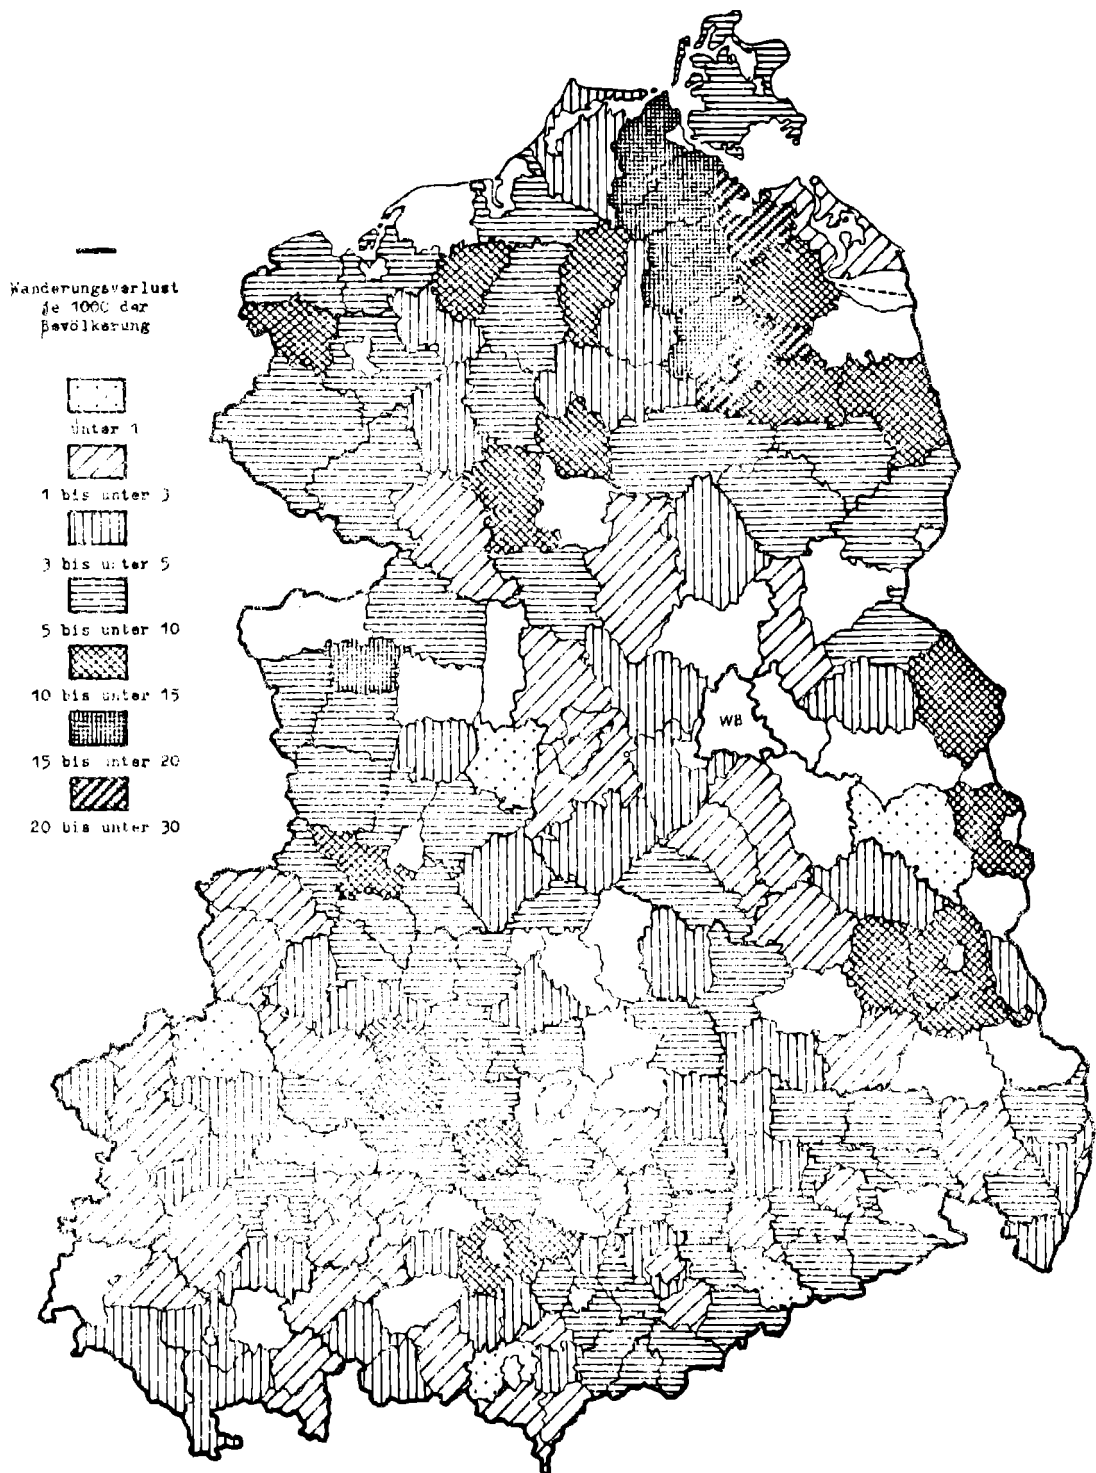 Wanderungsverlust
je 1000 der
Bevölkerung
unter 1
1 bis unter 3
3 bis unter 5
5 bis unter 10
10 bis unter 15
15 bis unter 20
20 bis unter 30
WB